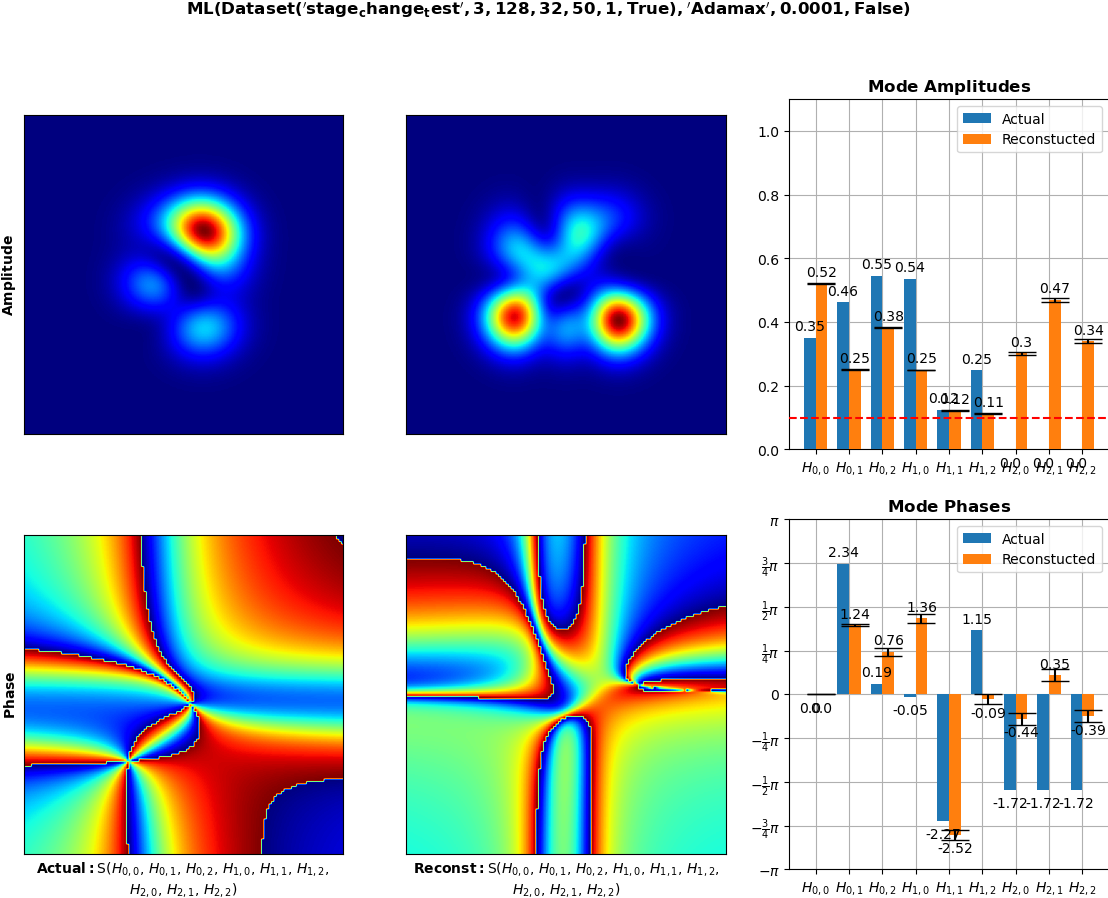 ML(Dataset('stage_change_test', 3, 128, 32, 50, 1, True), 'Adamax', 0.0001, False)
Amplitude
Mode Amplitudes
Actual
Reconstucted
1.0
0.8
0.6
0.4
0.2
0.0
0.35
0.52
0.46
0.25
0.55
0.38
0.54
0.25
0.12
0.12
0.25
0.11
0.0
0.3
0.0
0.47
0.0
0.34
H0,0 H0,1 H0,2 H1,0 H1,1 H1,2 H2,0 H2,1 H2,2
Phase
Mode Phases
Actual
Reconstucted
π
3/4π
1/2π
1/4π
0
−1/4π
−1/2π
−3/4π
−π
0.0
0.0
2.34
1.24
0.19
0.76
-0.05
1.36
-2.27
-2.52
1.15
-0.09
-1.72
-0.44
-1.72
0.35
-1.72
-0.39
H0,0 H0,1 H0,2 H1,0 H1,1 H1,2 H2,0 H2,1 H2,2
Actual: S(H0,0, H0,1, H0,2, H1,0, H1,1, H1,2,
H2,0, H2,1, H2,2)
Reconst: S(H0,0, H0,1, H0,2, H1,0, H1,1, H1,2,
H2,0, H2,1, H2,2)